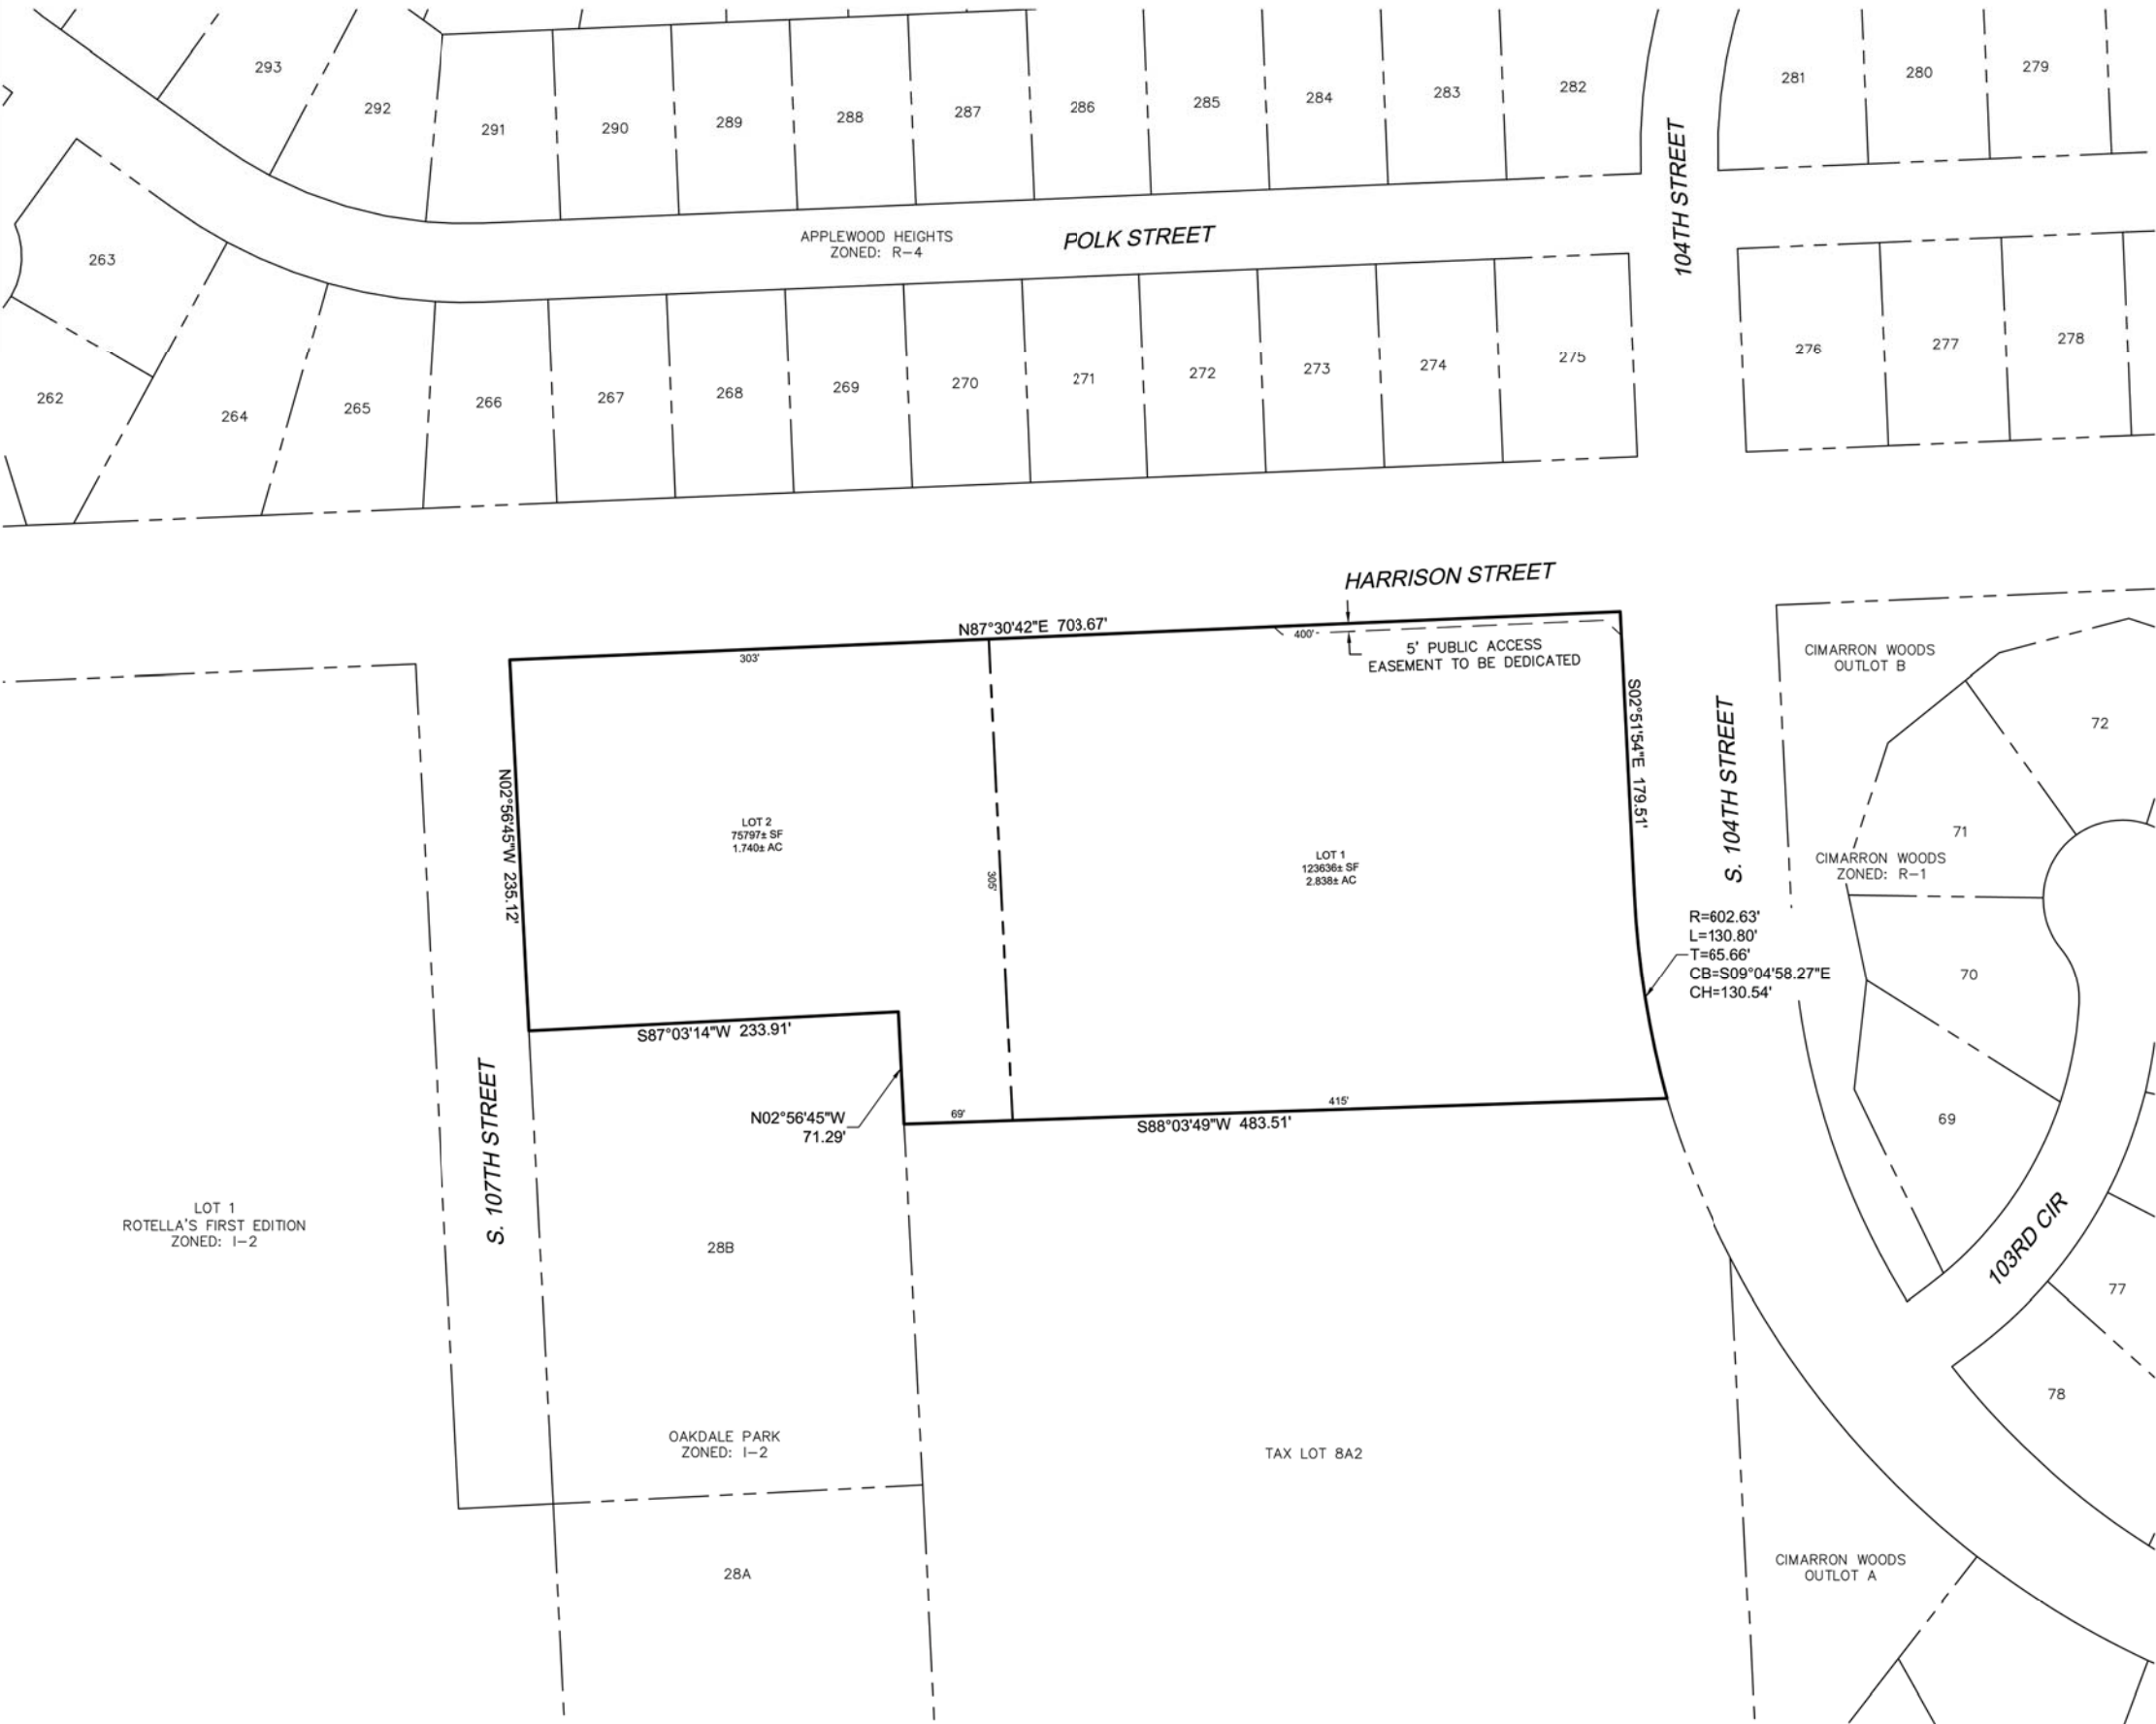 293
292
291
290
289
288
287
286
285
284
283
282
281
280
279
104TH STREET
263
APPLEWOOD HEIGHTS
ZONED: R-4
POLK STREET
262
264
265
266
267
268
269
270
271
272
273
274
275
276
277
278
HARRISON STREET
N87°30'42"E 703.67'
303'
400'
5' PUBLIC ACCESS
EASEMENT TO BE DEDICATED
CIMARRON WOODS
OUTLOT B
72
N02°56'45"W 235.12'
LOT 2
75797± SF
1.740± AC
305'
LOT 1
123636± SF
2.838± AC
S02°51'54"E 179.51'
S. 104TH STREET
71
CIMARRON WOODS
ZONED: R-1
R=602.63'
L=130.80'
T=65.66'
CB=S09°04'58.27"E
CH=130.54'
70
S87°03'14"W 233.91'
N02°56'45"W
71.29'
69'
415'
S88°03'49"W 483.51'
69
S. 107TH STREET
LOT 1
ROTELLA'S FIRST EDITION
ZONED: I-2
28B
103RD CIR
77
78
OAKDALE PARK
ZONED: I-2
TAX LOT 8A2
28A
CIMARRON WOODS
OUTLOT A